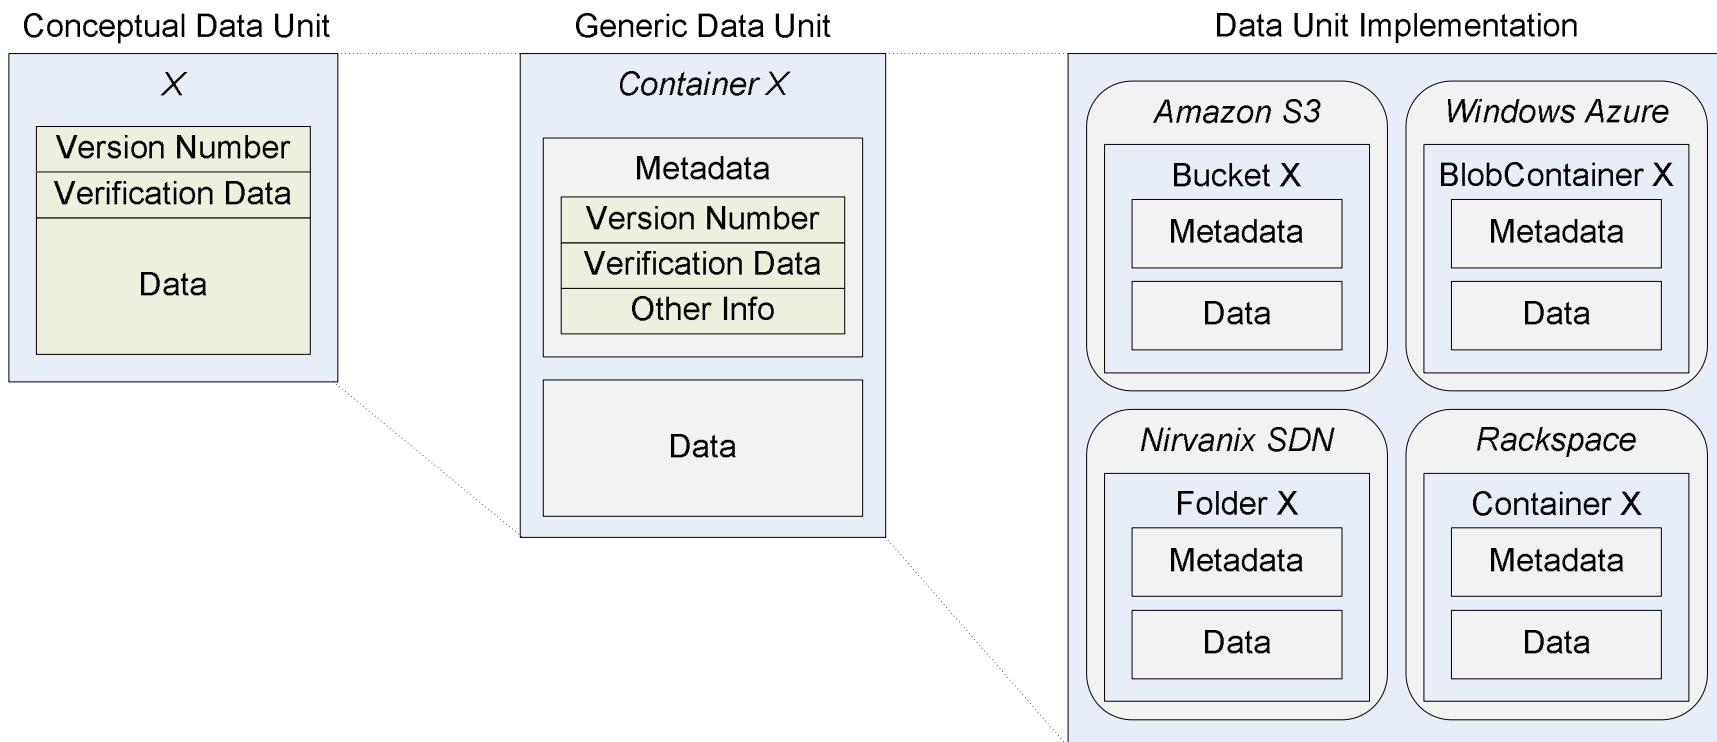 Conceptual Data Unit
X
Version Number
Verification Data
Data
Generic Data Unit
Container X
Metadata
Version Number
Verification Data
Other Info
Data
Data Unit Implementation
Amazon S3
Bucket X
Metadata
Data
Windows Azure
BlobContainer X
Metadata
Data
Nirvanix SDN
Folder X
Metadata
Data
Rackspace
Container X
Metadata
Data